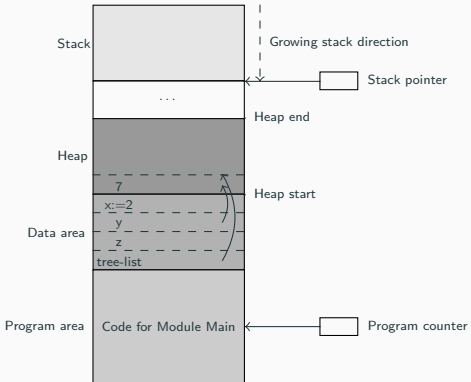 Stack
Growing stack direction
Stack pointer
...
Heap end
Heap
7
Heap start
x:=2
y
Data area
z
tree-list
Program area
Code for Module Main
Program counter